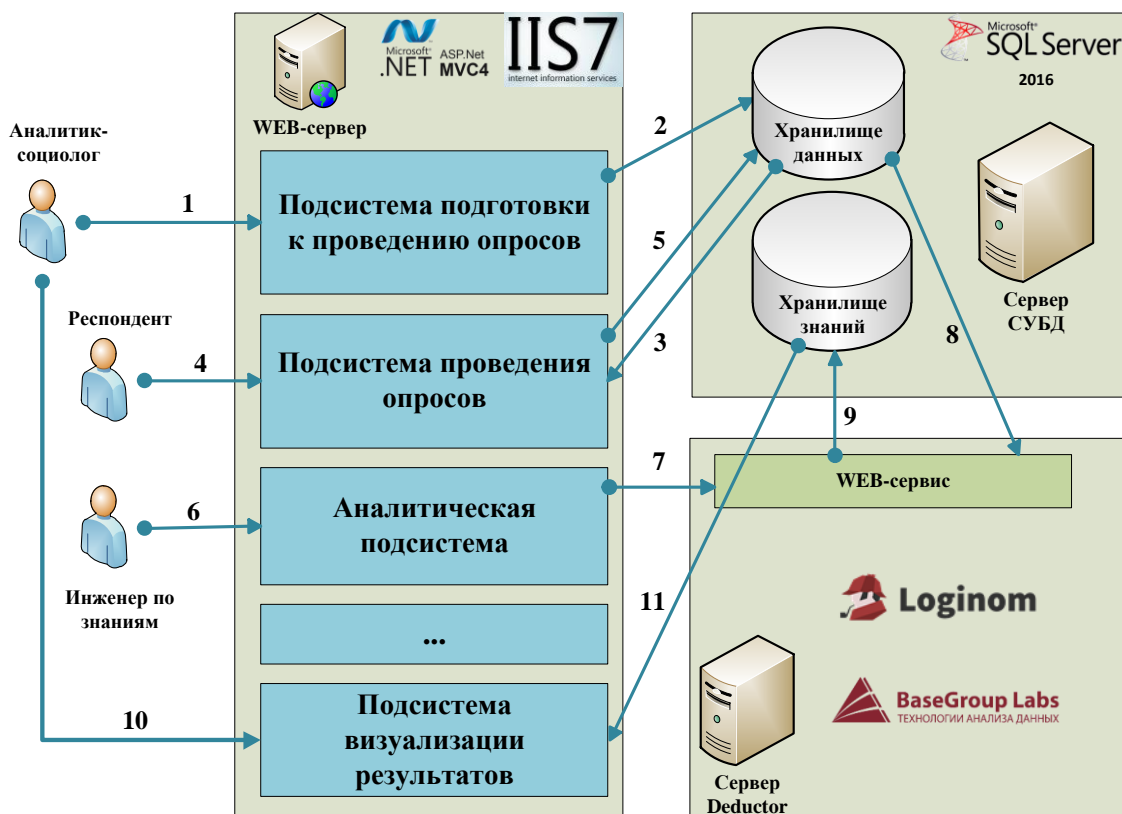 Аналитик-
социолог
Респондент
Инженер по
знаниям
Microsoft®
.NET
ASP.Net
MVC4
IIS7
internet information services
WEB-сервер
Подсистема подготовки
к проведению опросов
Подсистема проведения
опросов
Аналитическая
подсистема
...
Подсистема
визуализации
результатов
1
4
6
10
2
5
3
7
11
8
9
Microsoft®
SQL Server
2016
Хранилище
данных
Хранилище
знаний
Сервер
СУБД
WEB-сервис
Loginom
BaseGroup Labs
ТЕХНОЛОГИИ АНАЛИЗА ДАННЫХ
Сервер
Deductor